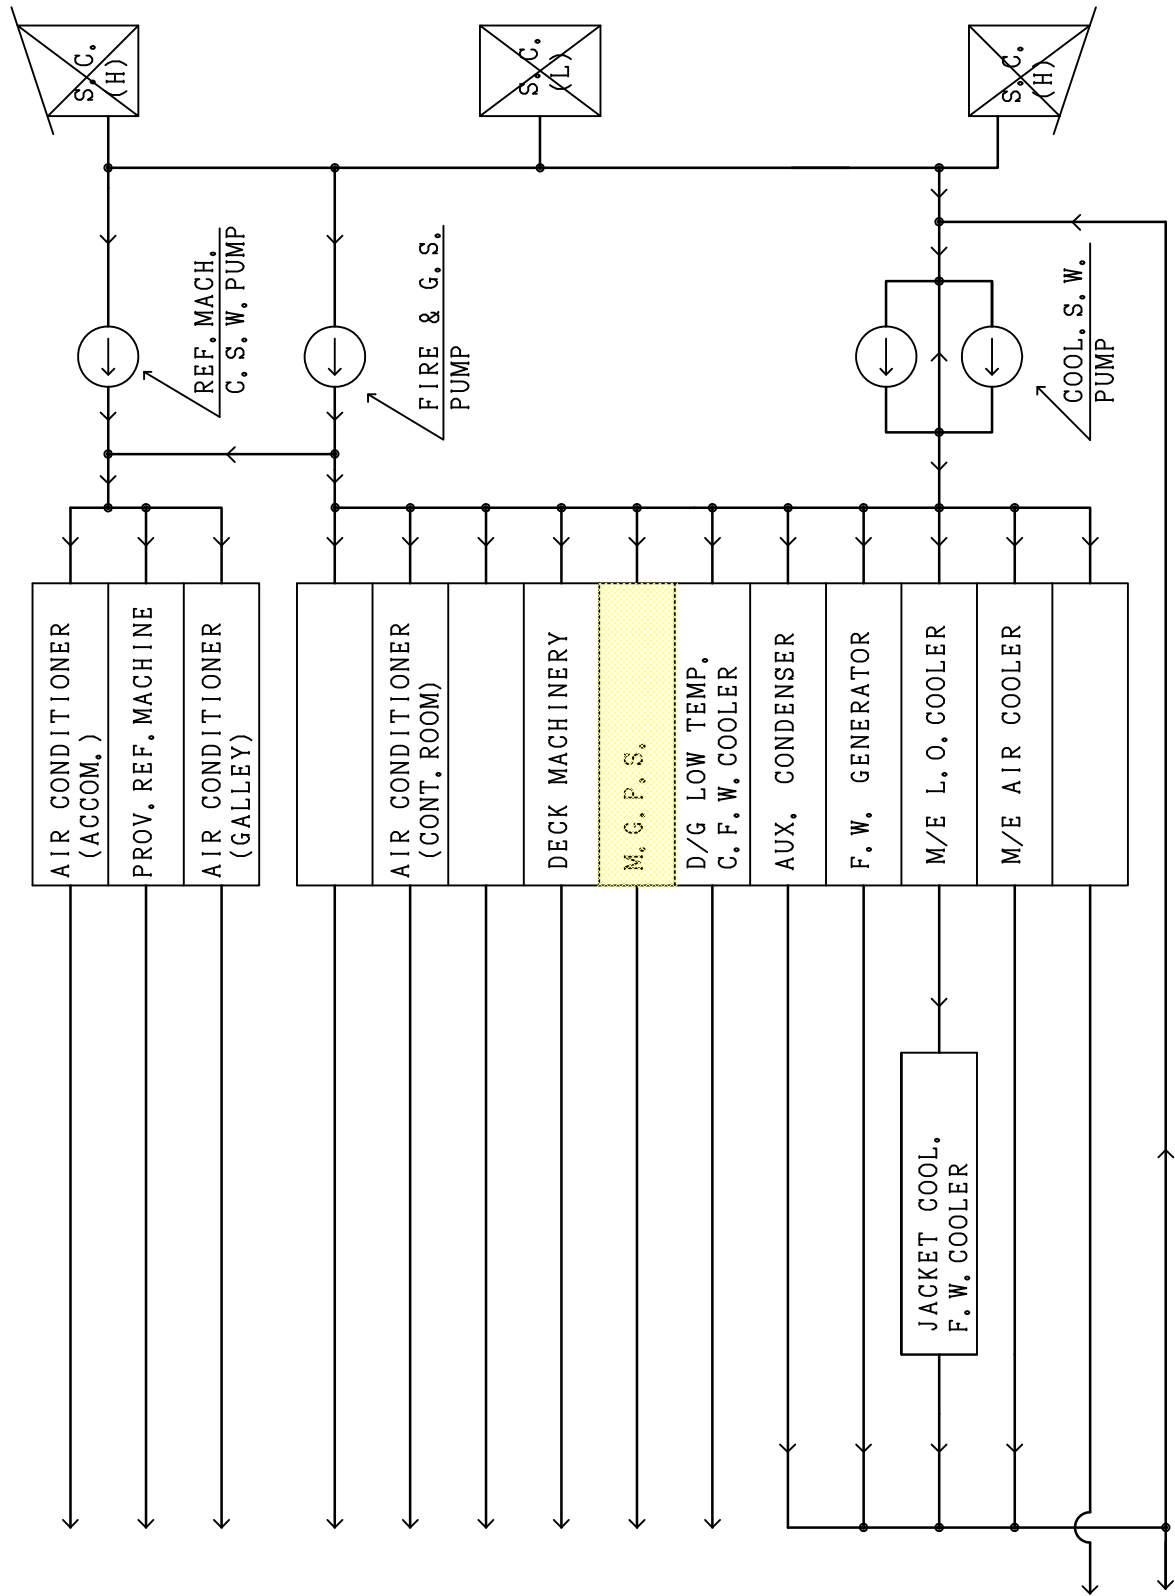 S.C.
(H)
S.C.
(L)
S.C.
(H)
REF.MACH.
C.S.W.PUMP
FIRE & G.S.
PUMP
COOL.S.W.
PUMP
AIR CONDITIONER
(ACCOM.)
PROV.REF.MACHINE
AIR CONDITIONER
(GALLEY)
AIR CONDITIONER
(CONT.ROOM)
DECK MACHINERY
M.G.P.S.
D/G LOW TEMP.
C.F.W.COOLER
AUX. CONDENSER
F.W. GENERATOR
M/E L.O.COOLER
M/E AIR COOLER
JACKET COOL.
F.W.COOLER